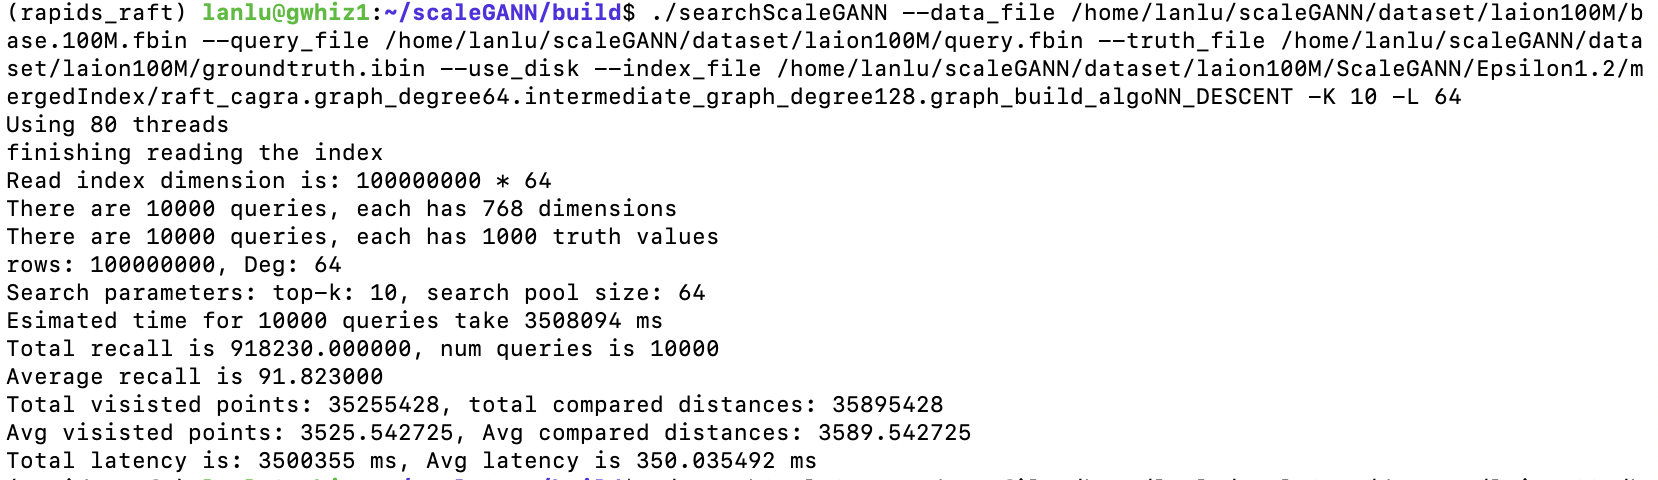 (rapids_raft) lanlu@gwhiz1:~/scaleGANN/build$ ./searchScaleGANN --data_file /home/lanlu/scaleGANN/dataset/laion100M/b
ase.100M.fbin --query_file /home/lanlu/scaleGANN/dataset/laion100M/query.fbin --truth_file /home/lanlu/scaleGANN/data
set/laion100M/groundtruth.ibin --use_disk --index_file /home/lanlu/scaleGANN/dataset/laion100M/ScaleGANN/Epsilon1.2/m
ergedIndex/raft_cagra.graph_degree64.intermediate_graph_degree128.graph_build_algoNN_DESCENT -K 10 -L 64
Using 80 threads
finishing reading the index
Read index dimension is: 100000000 * 64
There are 10000 queries, each has 768 dimensions
There are 10000 queries, each has 1000 truth values
rows: 100000000, Deg: 64
Search parameters: top-k: 10, search pool size: 64
Esimated time for 10000 queries take 3508094 ms
Total recall is 918230.000000, num queries is 10000
Average recall is 91.823000
Total visisted points: 35255428, total compared distances: 35895428
Avg visisted points: 3525.542725, Avg compared distances: 3589.542725
Total latency is: 3500355 ms, Avg latency is 350.035492 ms